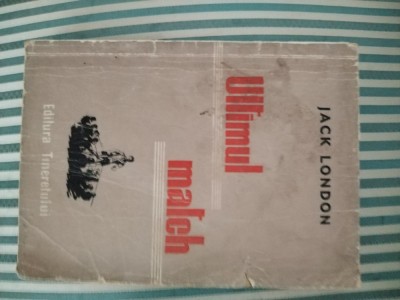 JACK LONDON
Ultimul
match
Editura Tineretului